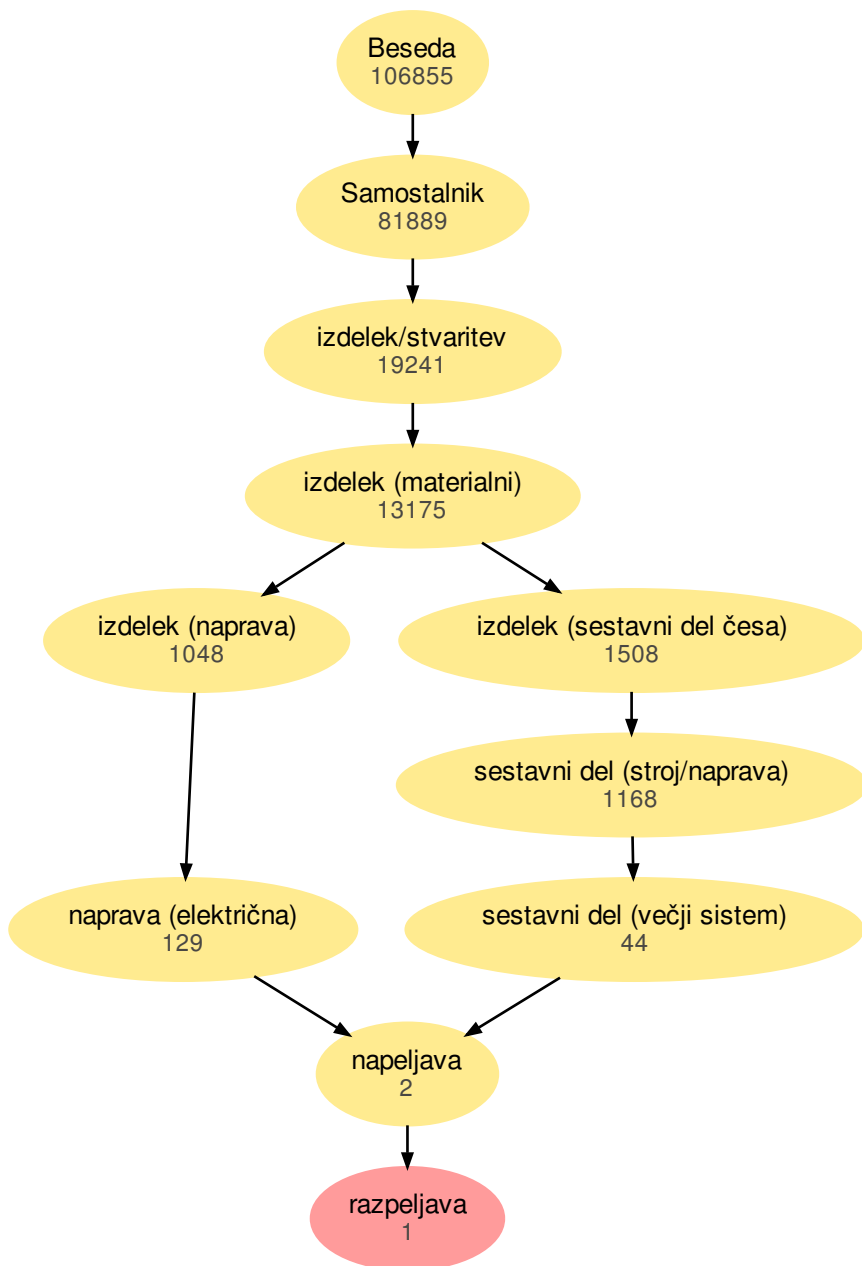 Beseda
106855
Samostalnik
81889
izdelek/stvaritev
19241
izdelek (materialni)
13175
izdelek (naprava)
1048
izdelek (sestavni del česa)
1508
sestavni del (stroj/naprava)
1168
naprava (električna)
129
sestavni del (večji sistem)
44
napeljava
2
razpeljava
1